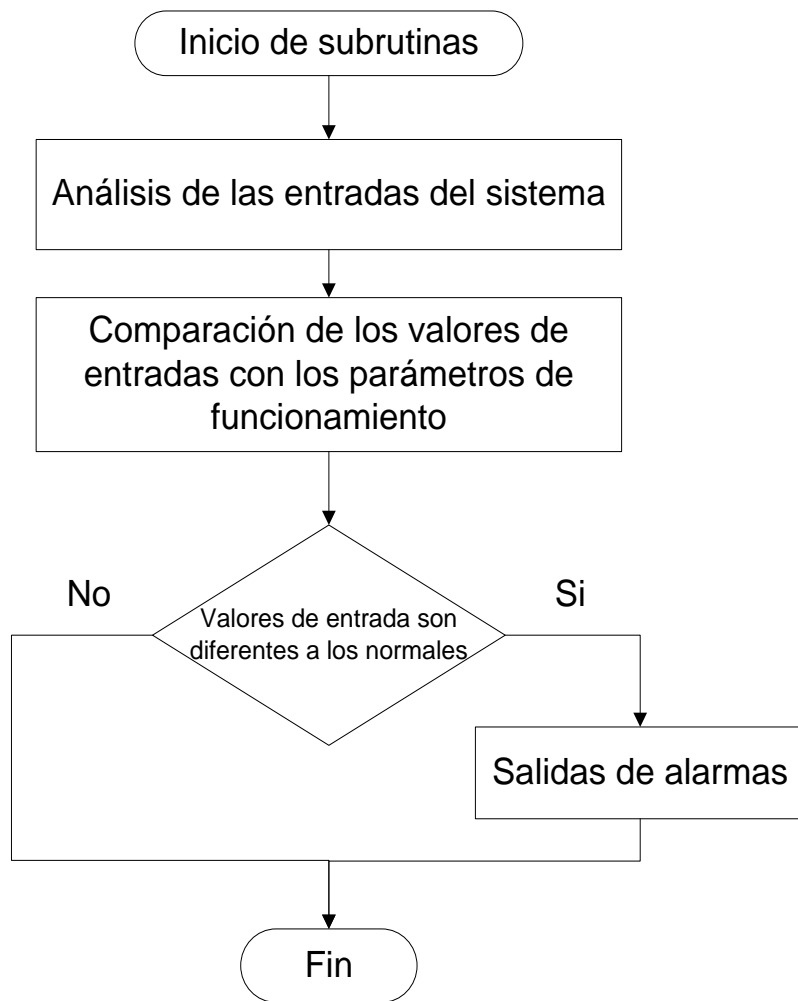 Inicio de subrutinas
Análisis de las entradas del sistema
Comparación de los valores de
entradas con los parámetros de
funcionamiento
No
Si
Valores de entrada son
diferentes a los normales
Salidas de alarmas
Fin